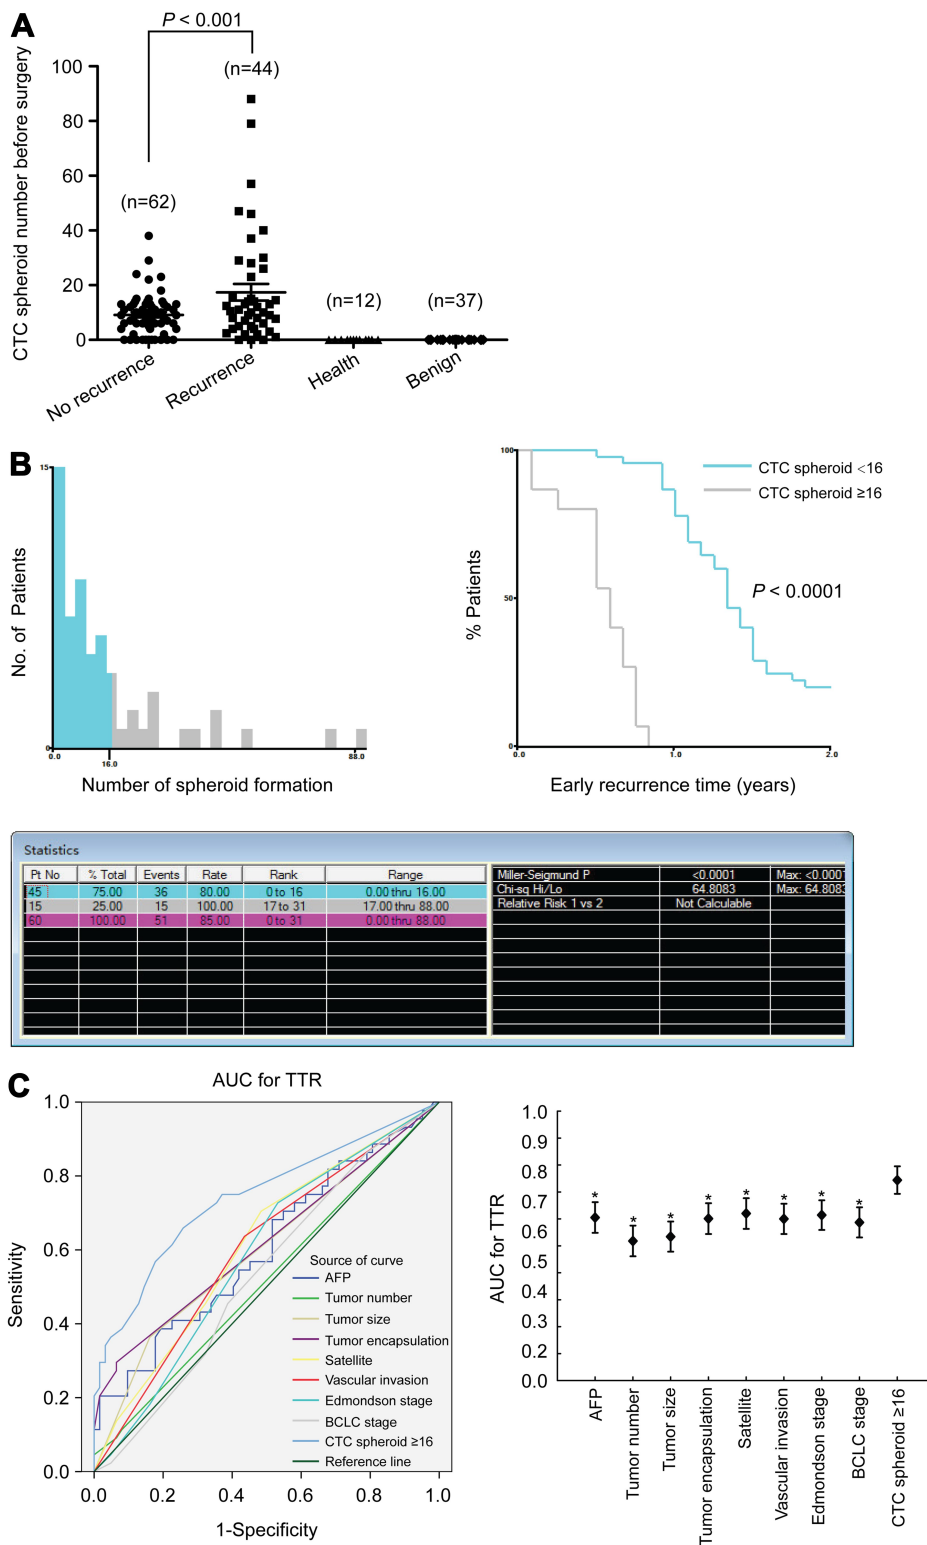 A
P < 0.001
(n=44)
(n=62)
(n=12)
(n=37)
CTC spheroid number before surgery
100
80
60
40
20
0
No recurrence
Recurrence
Health
Benign
B
15
0
No. of Patients
0.0
16.0
88.0
Number of spheroid formation
100
50
0
% Patients
CTC spheroid <16
CTC spheroid ≥16
P < 0.0001
0.0
1.0
2.0
Early recurrence time (years)
Statistics
Pt No % Total Events Rate Rank Range
45 75.00 36 80.00 0 to 16 0.00 thru 16.00
15 25.00 15 100.00 17 to 31 17.00 thru 88.00
60 100.00 51 85.00 0 to 31 0.00 thru 88.00
Miller-Seigmund P <0.0001 Max: <0.0001
Chi-sq Hi/Lo 64.8083 Max: 64.8083
Relative Risk 1 vs 2 Not Calculable
C
AUC for TTR
Sensitivity
1.0
0.8
0.6
0.4
0.2
0.0
Source of curve
AFP
Tumor number
Tumor size
Tumor encapsulation
Satellite
Vascular invasion
Edmondson stage
BCLC stage
CTC spheroid ≥16
Reference line
0.0 0.2 0.4 0.6 0.8 1.0
1-Specificity
AUC for TTR
1.0
0.9
0.8
0.7
0.6
0.5
0.4
0.3
0.2
0.0
* * * * * * * *
AFP
Tumor number
Tumor size
Tumor encapsulation
Satellite
Vascular invasion
Edmondson stage
BCLC stage
CTC spheroid ≥16